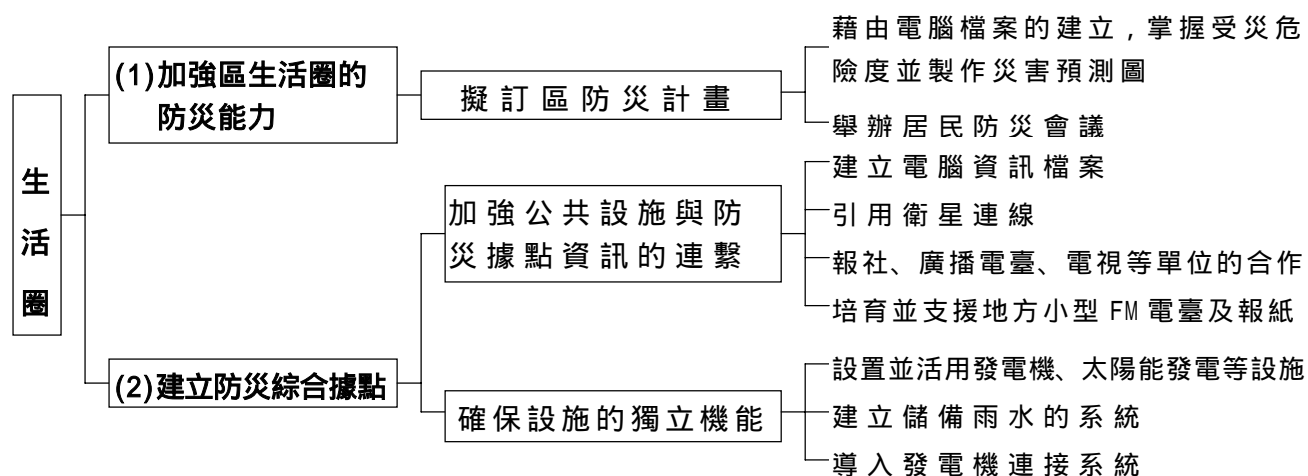 生活圈
(1)加強區生活圈的
防災能力
擬訂區防災計畫
藉由電腦檔案的建立，掌握受災危
險度並製作災害預測圖
舉辦居民防災會議
(2)建立防災綜合據點
加強公共設施與防
災據點資訊的連繫
建立電腦資訊檔案
引用衛星連線
報社、廣播電臺、電視等單位的合作
培育並支援地方小型 FM 電臺及報紙
確保設施的獨立機能
設置並活用發電機、太陽能發電等設施
建立儲備雨水的系統
導入發電機連接系統